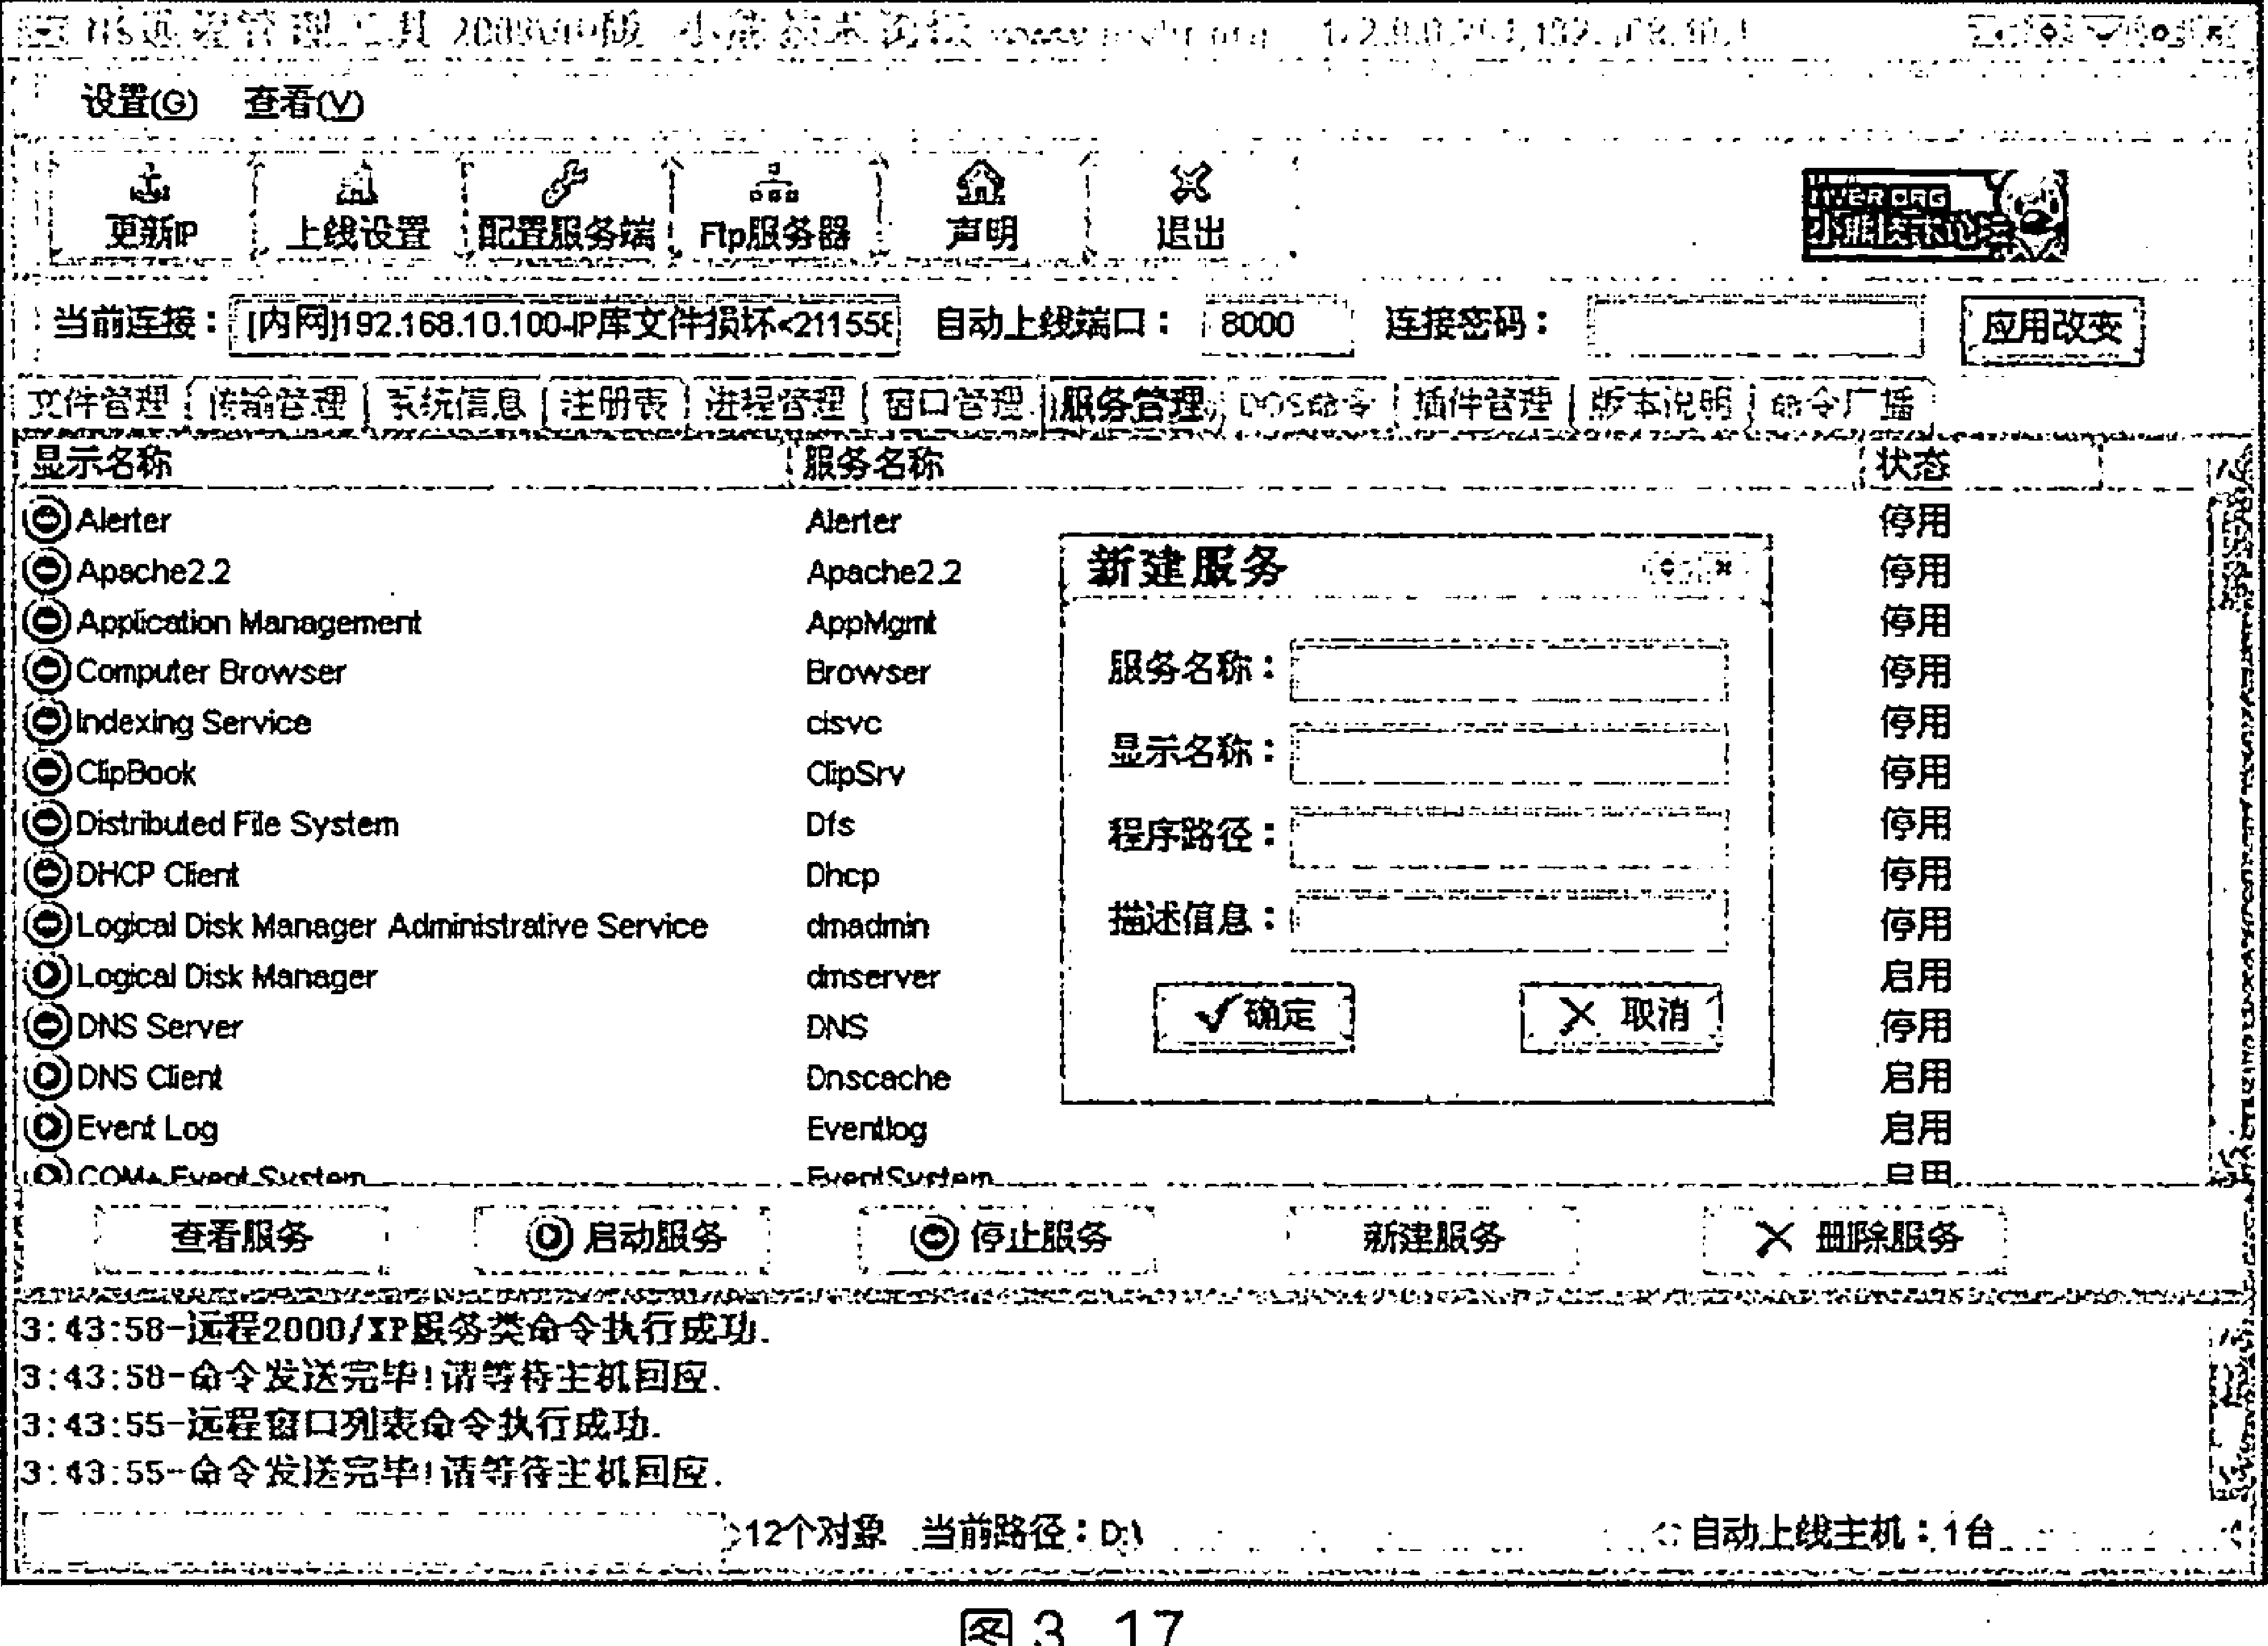 设置(G) 查看(V)
更新IP 上线设置 配置服务端 Ftp服务器 声明 退出
当前连接： [内网]192.168.10.100-IP库文件损坏<211558 自动上线端口： 8000 连接密码： 应用改变
文件管理 传输管理 系统信息 注册表 进程管理 窗口管理 服务管理 DOS命令 插件管理 版本说明 命令广播
显示名称 服务名称 状态
Alerter Alerter 停用
Apache2.2 Apache2.2 停用
Application Management AppMgmt 停用
Computer Browser Browser 停用
Indexing Service cisvc 停用
ClipBook ClipSrv 停用
Distributed File System Dfs 停用
DHCP Client Dhcp 停用
Logical Disk Manager Administrative Service dmadmin 停用
Logical Disk Manager dmserver 启用
DNS Server DNS 停用
DNS Client Dnscache 启用
Event Log Eventlog 启用
COM+ Event System EventSystem 启用
新建服务
服务名称：
显示名称：
程序路径：
描述信息：
确定 取消
查看服务 启动服务 停止服务 新建服务 删除服务
3:43:58-远程2000/XP服务类命令执行成功.
3:43:58-命令发送完毕!请等待主机回应.
3:43:55-远程窗口列表命令执行成功.
3:43:55-命令发送完毕!请等待主机回应.
12个对象 当前路径：D:\ 自动上线主机：1台
图3 17